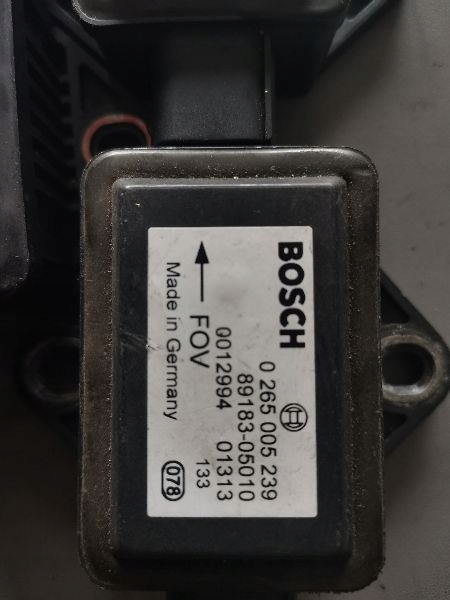 BOSCH
0 265 005 239
89183-05010
0012994 01313
← FOV 133
Made in Germany 078